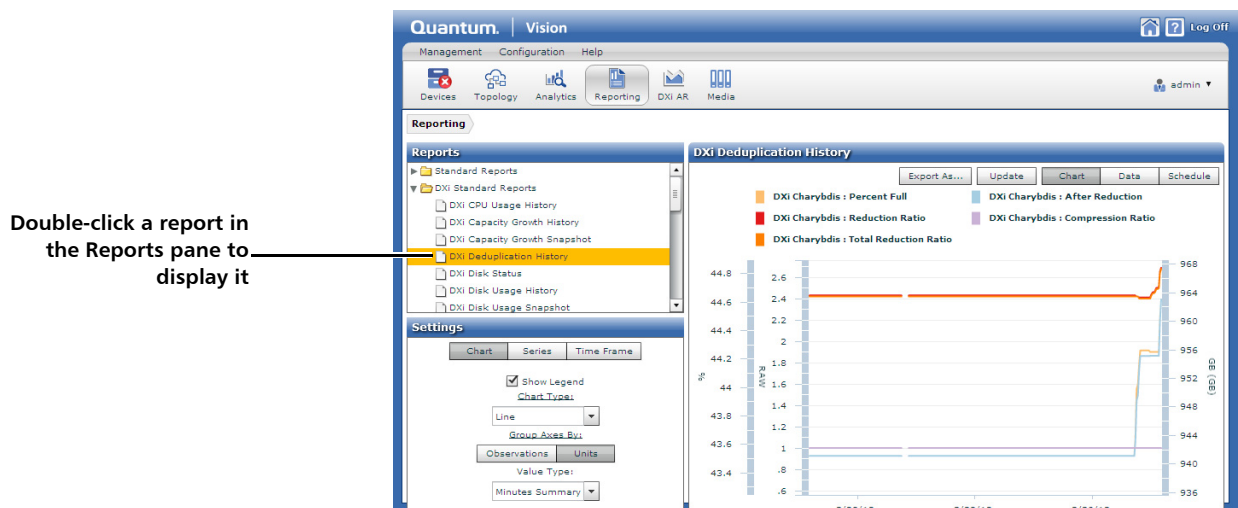 Quantum. | Vision
Log Off
Management Configuration Help
Devices Topology Analytics Reporting DXi AR Media
admin
Reporting
Reports
Standard Reports
DXi Standard Reports
DXi CPU Usage History
DXi Capacity Growth History
DXi Capacity Growth Snapshot
DXi Deduplication History
DXi Disk Status
DXi Disk Usage History
DXi Disk Usage Snapshot
Double-click a report in
the Reports pane to
display it
Settings
Chart Series Time Frame
Show Legend
Chart Type:
Line
Group Axes By:
Observations Units
Value Type:
Minutes Summary
DXi Deduplication History
Export As... Update Chart Data Schedule
DXi Charybdis : Percent Full
DXi Charybdis : After Reduction
DXi Charybdis : Reduction Ratio
DXi Charybdis : Compression Ratio
DXi Charybdis : Total Reduction Ratio
%
44.8
44.6
44.4
44.2
44
43.8
43.6
43.4
RAW
2.6
2.4
2.2
2
1.8
1.6
1.4
1.2
1
.8
.6
968
964
960
956
952
948
944
940
936
GB (GB)